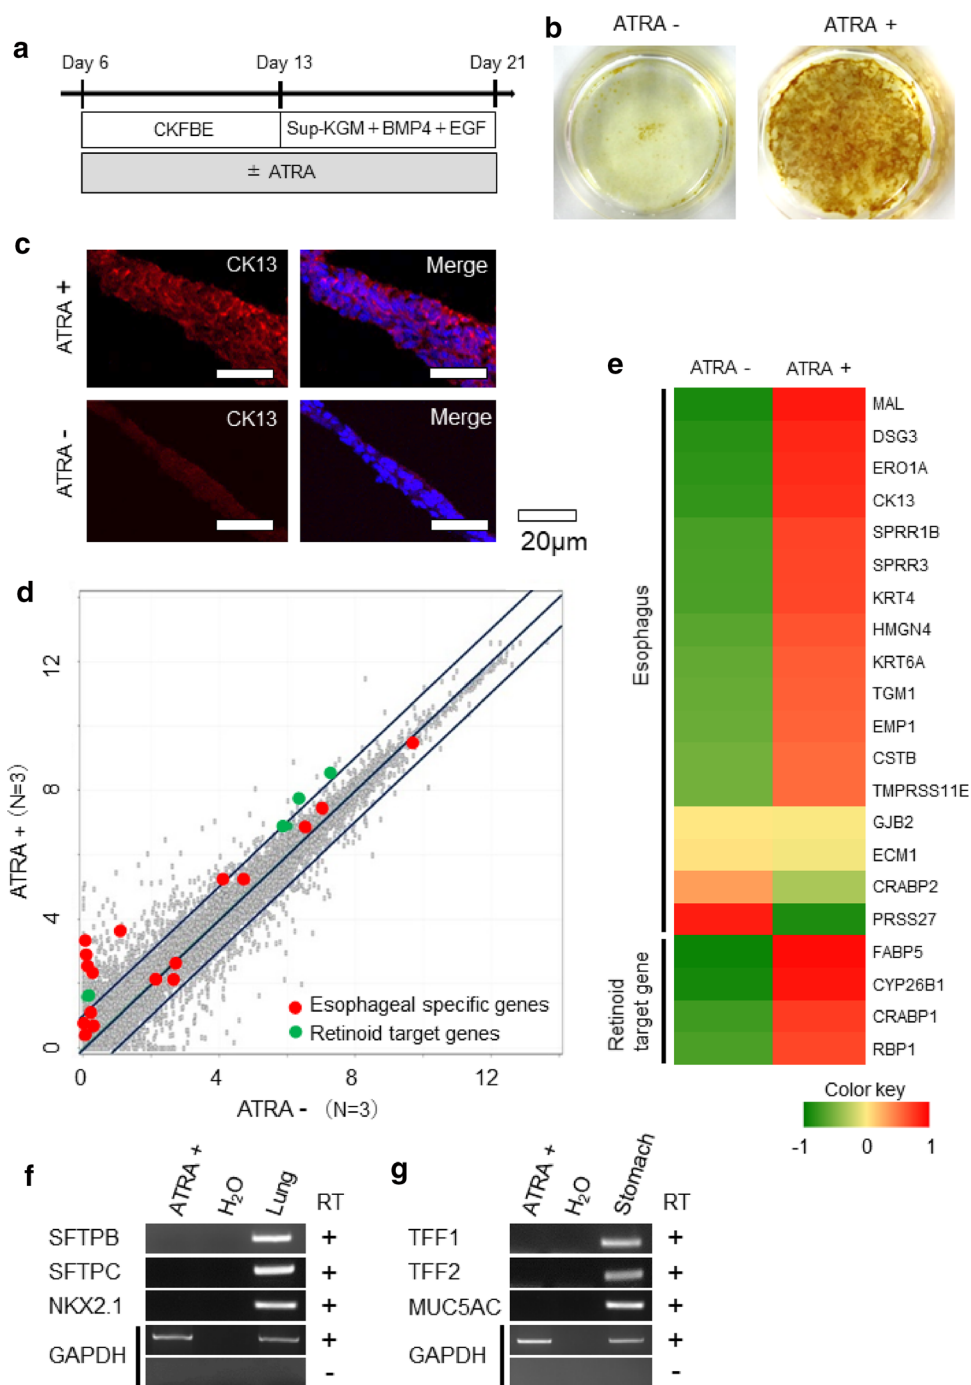 a
Day 6 Day 13 Day 21
CKFBE Sup-KGM + BMP4 + EGF
± ATRA
b
ATRA - ATRA +
c
ATRA +
CK13 Merge
ATRA -
CK13 Merge
20μm
d
ATRA + (N=3)
12
8
4
0
0 4 8 12
ATRA - (N=3)
Esophageal specific genes
Retinoid target genes
e
ATRA - ATRA +
Esophagus
MAL
DSG3
ERO1A
CK13
SPRR1B
SPRR3
KRT4
HMGN4
KRT6A
TGM1
EMP1
CSTB
TMPRSS11E
GJB2
ECM1
CRABP2
PRSS27
Retinoid
target gene
FABP5
CYP26B1
CRABP1
RBP1
Color key
-1 0 1
f
ATRA + H2O Lung RT
SFTPB +
SFTPC +
NKX2.1 +
GAPDH +
-
g
ATRA + H2O Stomach RT
TFF1 +
TFF2 +
MUC5AC +
GAPDH +
-